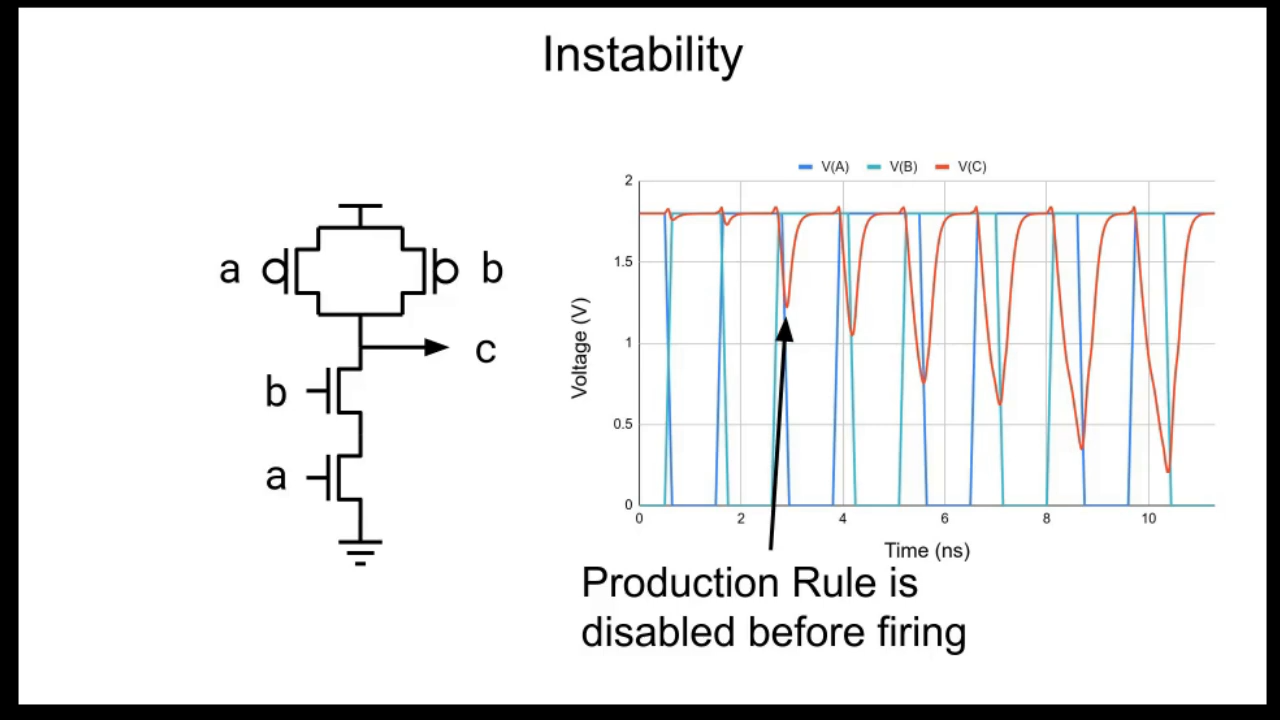 Instability
V(A) V(B) V(C)
a
b
c
b
a
Voltage (V)
2
1.5
1
0.5
0
0 2 4 6 8 10
Time (ns)
Production Rule is
disabled before firing